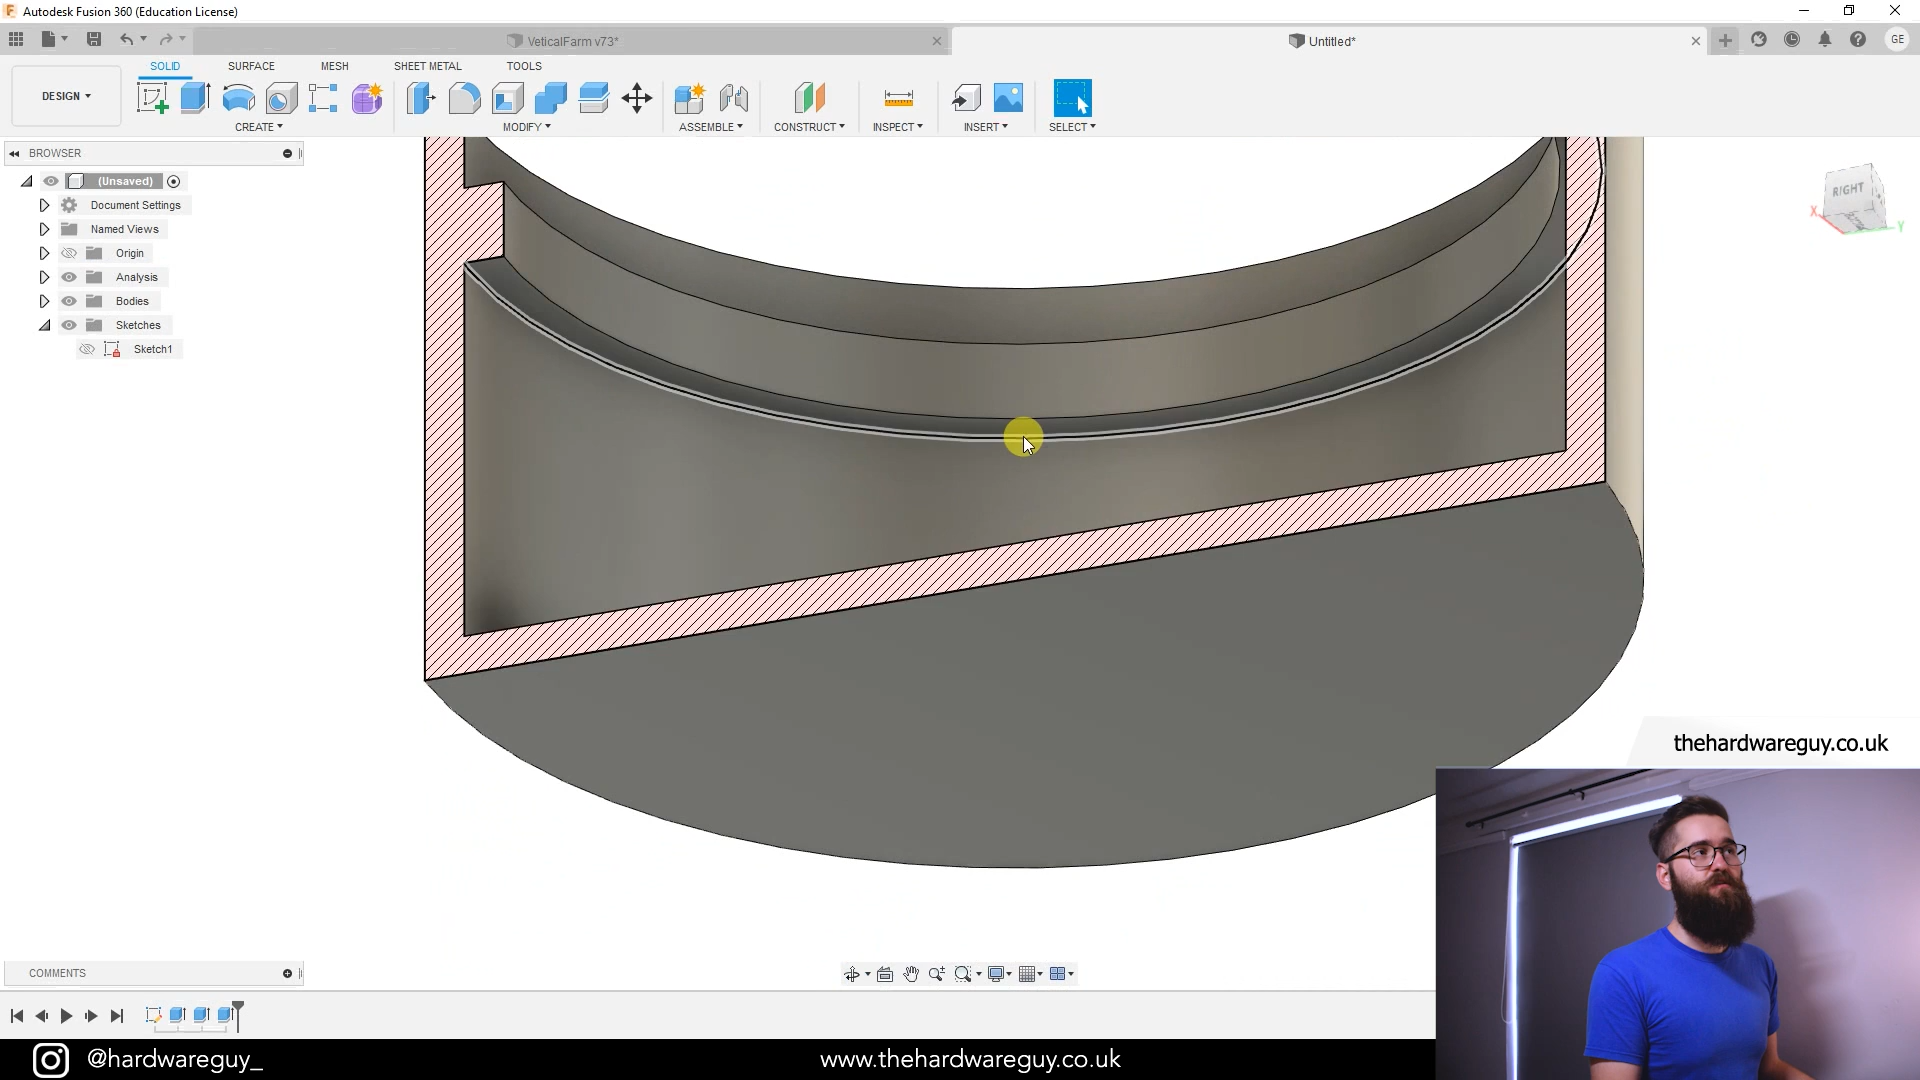 Autodesk Fusion 360 (Education License)
VeticalFarm v73*
Untitled*
GE
DESIGN
SOLID
SURFACE
MESH
SHEET METAL
TOOLS
CREATE
MODIFY
ASSEMBLE
CONSTRUCT
INSPECT
INSERT
SELECT
BROWSER
(Unsaved)
Document Settings
Named Views
Origin
Analysis
Bodies
Sketches
Sketch1
RIGHT
X
Y
thehardwareguy.co.uk
COMMENTS
@hardwareguy_
www.thehardwareguy.co.uk